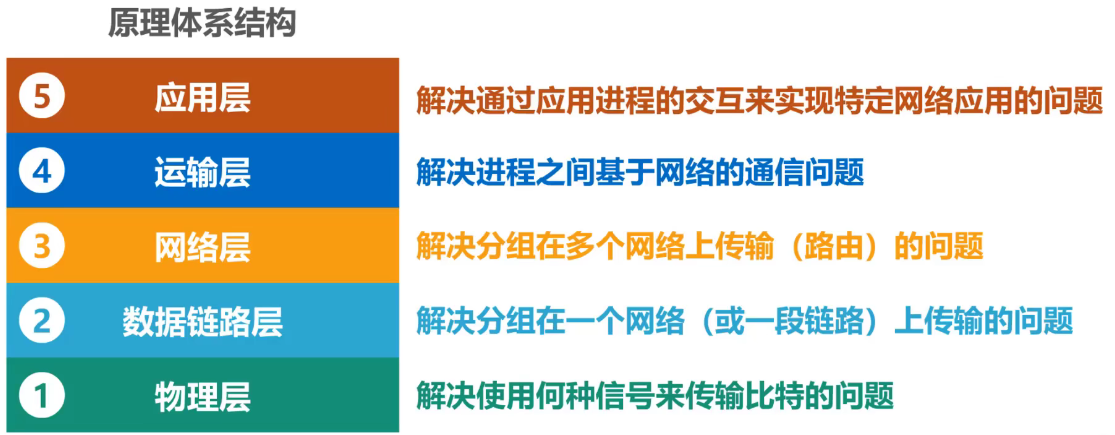 原理体系结构
5 应用层 解决通过应用进程的交互来实现特定网络应用的问题
4 运输层 解决进程之间基于网络的通信问题
3 网络层 解决分组在多个网络上传输（路由）的问题
2 数据链路层 解决分组在一个网络（或一段链路）上传输的问题
1 物理层 解决使用何种信号来传输比特的问题